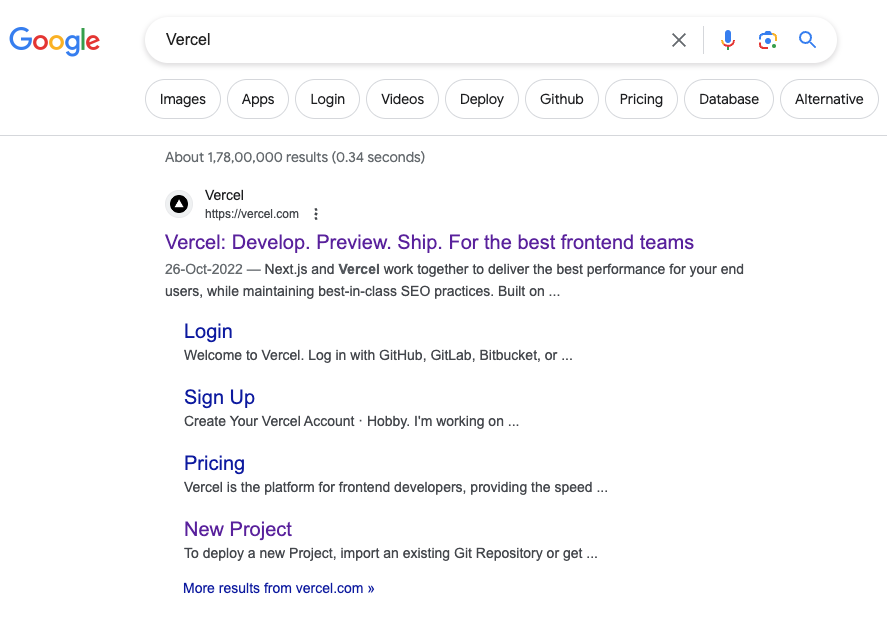 Google
Vercel
Images Apps Login Videos Deploy Github Pricing Database Alternative
About 1,78,00,000 results (0.34 seconds)
Vercel
https://vercel.com
Vercel: Develop. Preview. Ship. For the best frontend teams
26-Oct-2022 — Next.js and Vercel work together to deliver the best performance for your end
users, while maintaining best-in-class SEO practices. Built on ...
Login
Welcome to Vercel. Log in with GitHub, GitLab, Bitbucket, or ...
Sign Up
Create Your Vercel Account · Hobby. I'm working on ...
Pricing
Vercel is the platform for frontend developers, providing the speed ...
New Project
To deploy a new Project, import an existing Git Repository or get ...
More results from vercel.com »